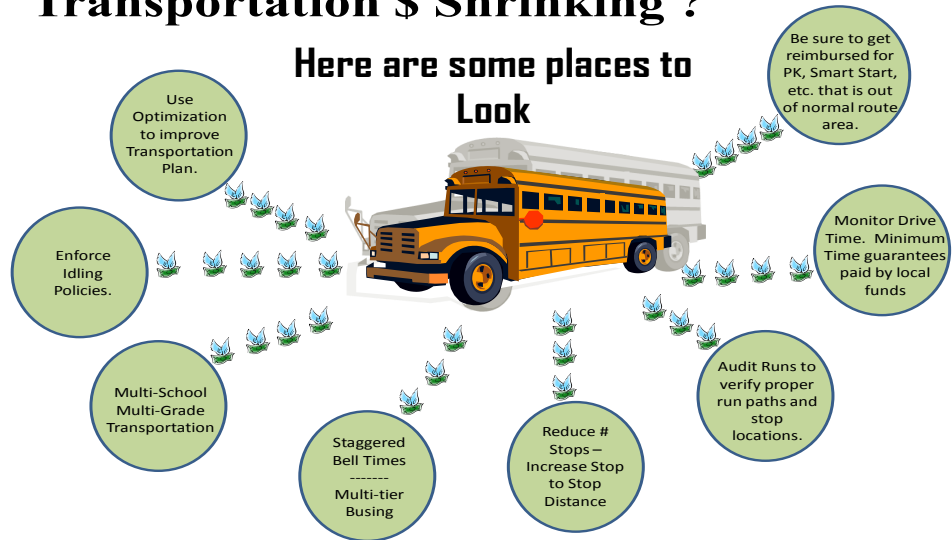 Transportation $ Shrinking ?
Here are some places to
Look
Be sure to get
reimbursed for
PK, Smart Start,
etc. that is out
of normal route
area.
Use
Optimization
to improve
Transportation
Plan.
Monitor Drive
Time. Minimum
Time guarantees
paid by local
funds
Enforce
Idling
Policies.
Audit Runs to
verify proper
run paths and
stop
locations.
Multi-School
Multi-Grade
Transportation
Staggered
Bell Times
-------
Multi-tier
Busing
Reduce #
Stops –
Increase Stop
to Stop
Distance